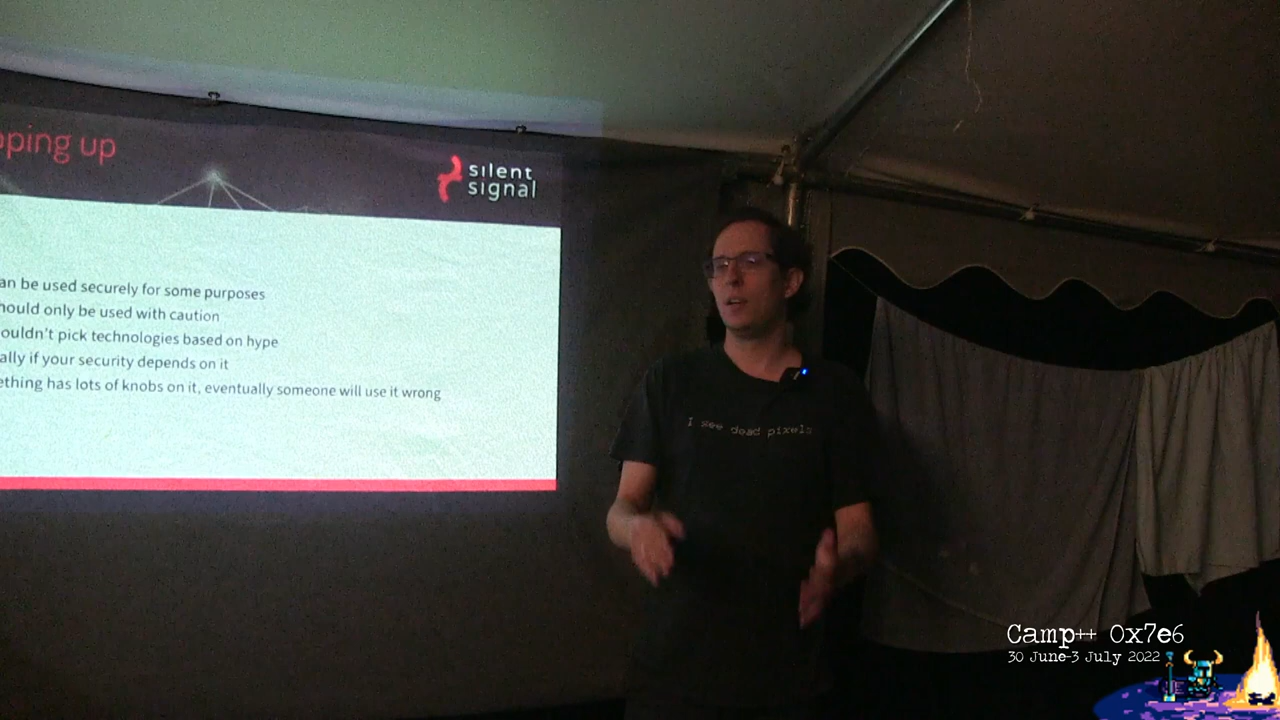 pping up
silent
signal
an be used securely for some purposes
hould only be used with caution
ouldn't pick technologies based on hype
ally if your security depends on it
ething has lots of knobs on it, eventually someone will use it wrong
I see dead pixels
Camp++ 0x7e6
30 June-3 July 2022